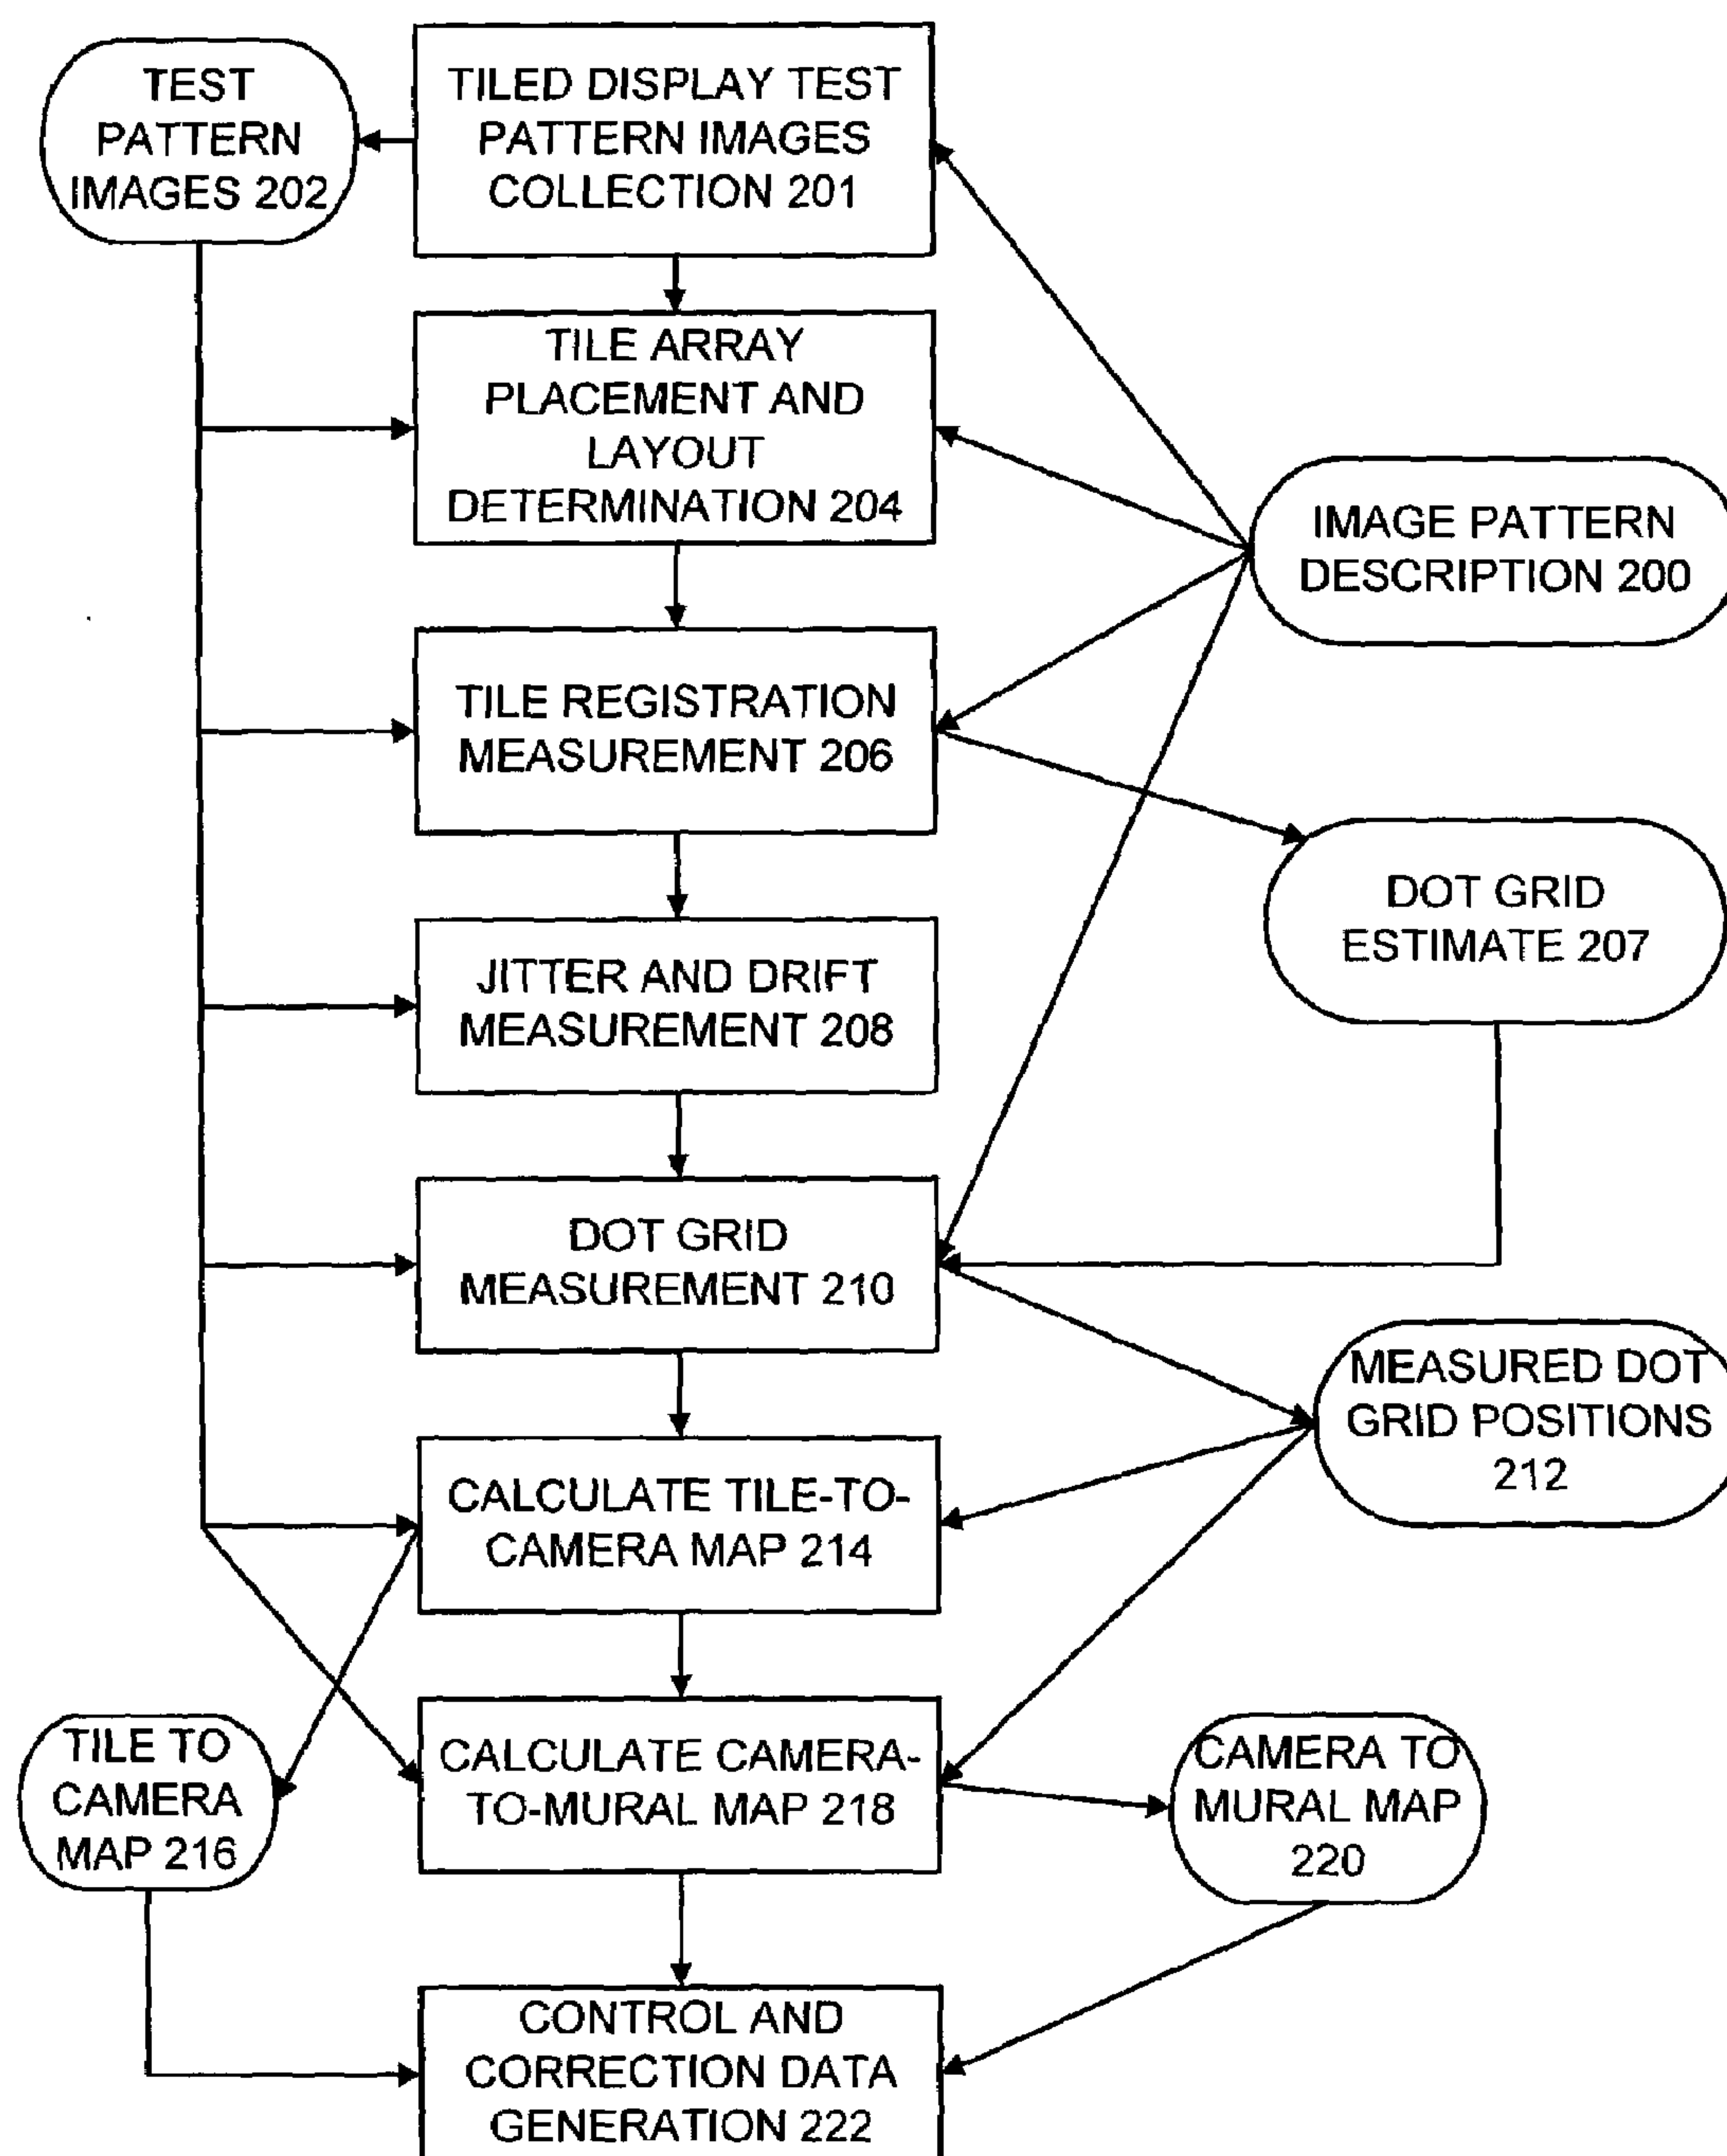 TEST
PATTERN
IMAGES 202
TILED DISPLAY TEST
PATTERN IMAGES
COLLECTION 201
TILE ARRAY
PLACEMENT AND
LAYOUT
DETERMINATION 204
IMAGE PATTERN
DESCRIPTION 200
TILE REGISTRATION
MEASUREMENT 206
DOT GRID
ESTIMATE 207
JITTER AND DRIFT
MEASUREMENT 208
DOT GRID
MEASUREMENT 210
MEASURED DOT
GRID POSITIONS
212
CALCULATE TILE-TO-
CAMERA MAP 214
TILE TO
CAMERA
MAP 216
CALCULATE CAMERA-
TO-MURAL MAP 218
CAMERA TO
MURAL MAP
220
CONTROL AND
CORRECTION DATA
GENERATION 222